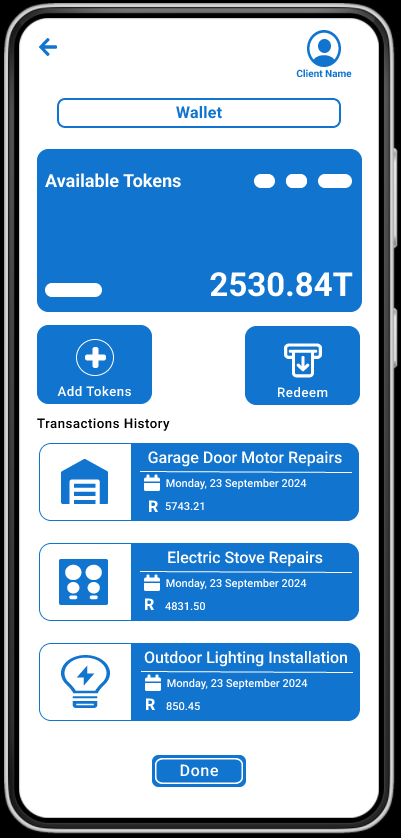 Client Name
Wallet
Available Tokens
2530.84T
Add Tokens
Redeem
Transactions History
Garage Door Motor Repairs
Monday, 23 September 2024
R 5743.21
Electric Stove Repairs
Monday, 23 September 2024
R 4831.50
Outdoor Lighting Installation
Monday, 23 September 2024
R 850.45
Done